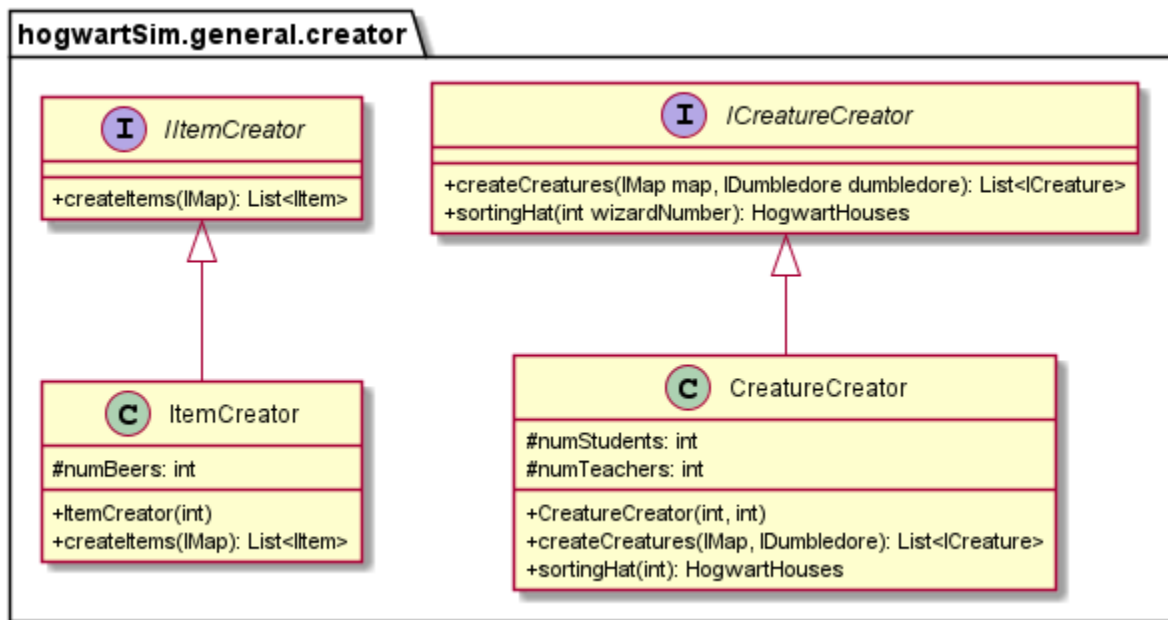 hogwartSim.general.creator
I IItemCreator
+createItems(IMap): List<IItem>
I ICreatureCreator
+createCreatures(IMap map, IDumbledore dumbledore): List<ICreature>
+sortingHat(int wizardNumber): HogwartHouses
C ItemCreator
#numBeers: int
+ItemCreator(int)
+createItems(IMap): List<IItem>
C CreatureCreator
#numStudents: int
#numTeachers: int
+CreatureCreator(int, int)
+createCreatures(IMap, IDumbledore): List<ICreature>
+sortingHat(int): HogwartHouses